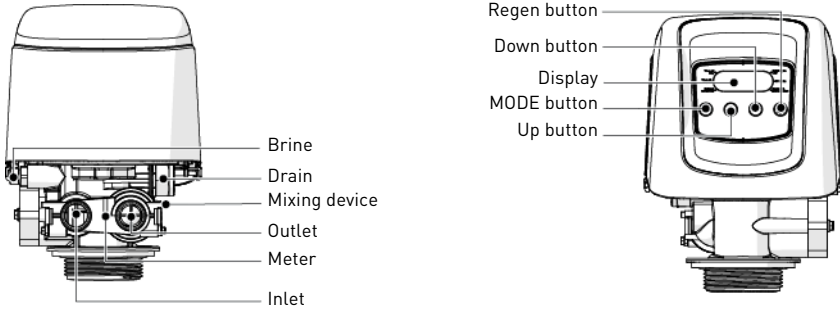 Brine
Drain
Mixing device
Outlet
Meter
Inlet
Regen button
Down button
Display
MODE button
Up button